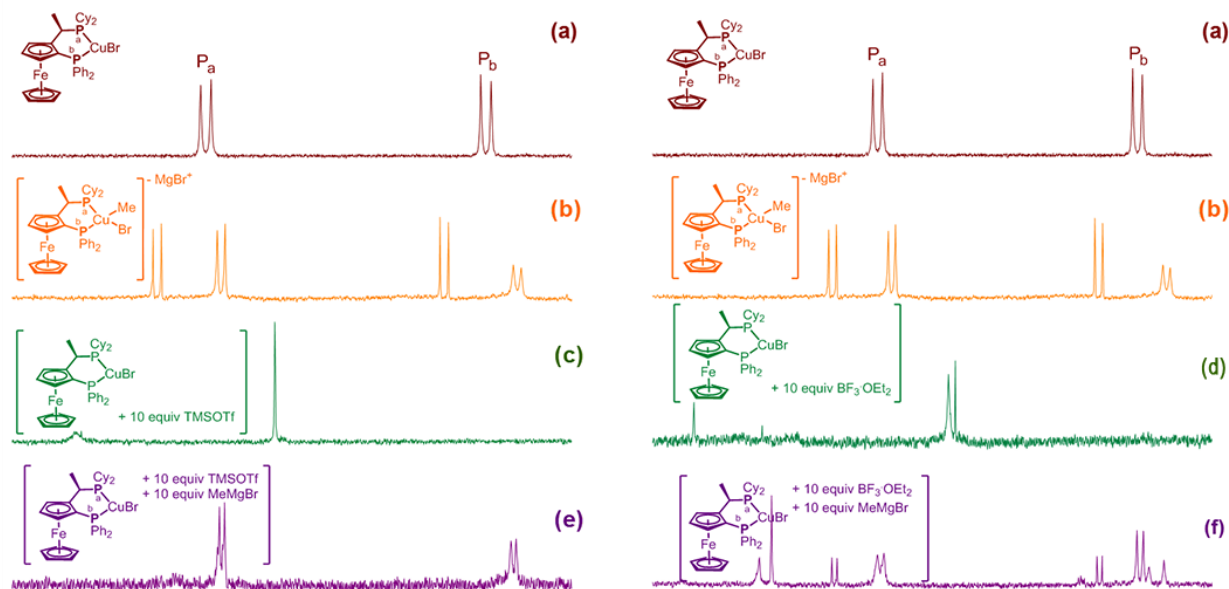 (a)
Cy2
P
a
CuBr
b
P
Ph2
Fe
Pa
Pb
(b)
- MgBr+
Cy2
P
a
Me
Cu
b
Br
P
Ph2
Fe
(c)
Cy2
P
CuBr
P
Ph2
Fe
+ 10 equiv TMSOTf
(e)
Cy2
P
a
CuBr
b
P
Ph2
Fe
+ 10 equiv TMSOTf
+ 10 equiv MeMgBr
(a)
Cy2
P
a
CuBr
b
P
Ph2
Fe
Pa
Pb
(b)
- MgBr+
Cy2
P
a
Me
Cu
b
Br
P
Ph2
Fe
(d)
Cy2
P
CuBr
P
Ph2
Fe
+ 10 equiv BF3·OEt2
(f)
Cy2
P
a
CuBr
b
P
Ph2
Fe
+ 10 equiv BF3·OEt2
+ 10 equiv MeMgBr